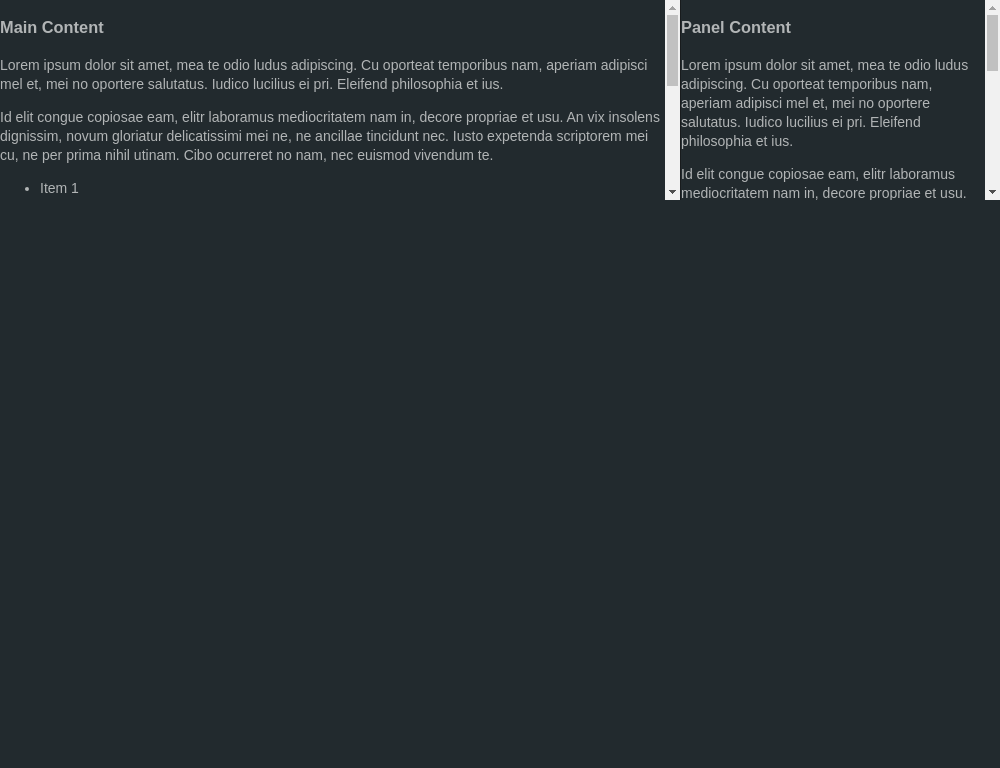 Main Content
Lorem ipsum dolor sit amet, mea te odio ludus adipiscing. Cu oporteat temporibus nam, aperiam adipisci
mel et, mei no oportere salutatus. Iudico lucilius ei pri. Eleifend philosophia et ius.
Id elit congue copiosae eam, elitr laboramus mediocritatem nam in, decore propriae et usu. An vix insolens
dignissim, novum gloriatur delicatissimi mei ne, ne ancillae tincidunt nec. Iusto expetenda scriptorem mei
cu, ne per prima nihil utinam. Cibo ocurreret no nam, nec euismod vivendum te.
• Item 1
Panel Content
Lorem ipsum dolor sit amet, mea te odio ludus
adipiscing. Cu oporteat temporibus nam,
aperiam adipisci mel et, mei no oportere
salutatus. Iudico lucilius ei pri. Eleifend
philosophia et ius.
Id elit congue copiosae eam, elitr laboramus
mediocritatem nam in, decore propriae et usu.